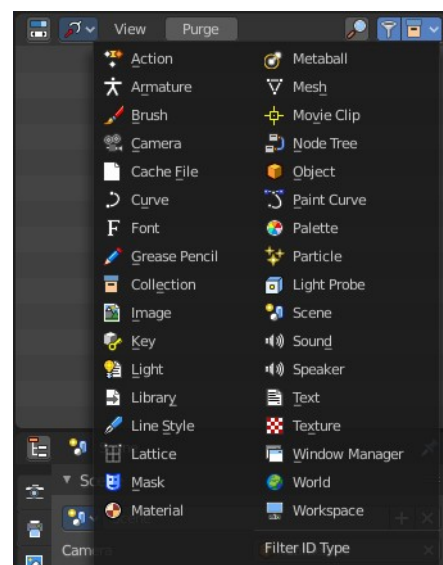 View Purge
Action
Armature
Brush
Camera
Cache File
Curve
Font
Grease Pencil
Collection
Image
Key
Light
Library
Line Style
Lattice
Mask
Material
Metaball
Mesh
Movie Clip
Node Tree
Object
Paint Curve
Palette
Particle
Light Probe
Scene
Sound
Speaker
Text
Texture
Window Manager
World
Workspace
Filter ID Type